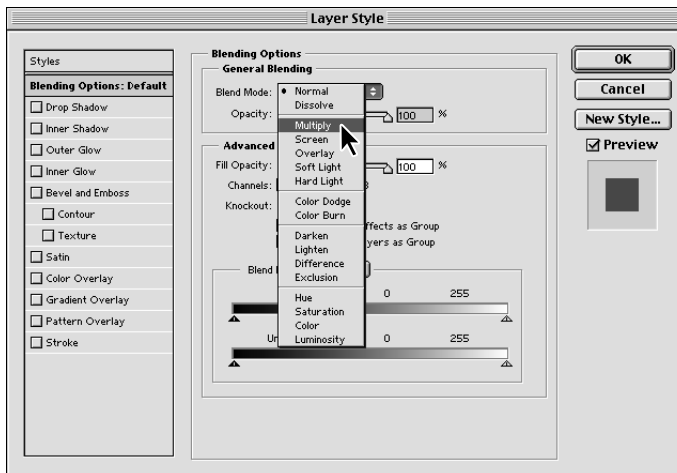 Layer Style
Styles
Blending Options: Default
Drop Shadow
Inner Shadow
Outer Glow
Inner Glow
Bevel and Emboss
Contour
Texture
Satin
Color Overlay
Gradient Overlay
Pattern Overlay
Stroke
Blending Options
General Blending
Blend Mode:
Opacity: 100 %
Normal
Dissolve
Multiply
Screen
Overlay
Soft Light
Hard Light
Color Dodge
Color Burn
Darken
Lighten
Difference
Exclusion
Hue
Saturation
Color
Luminosity
Advanced
Fill Opacity: 100 %
Channels:
Knockout:
ffects as Group
yers as Group
Blend
0 255
0 255
OK
Cancel
New Style...
Preview